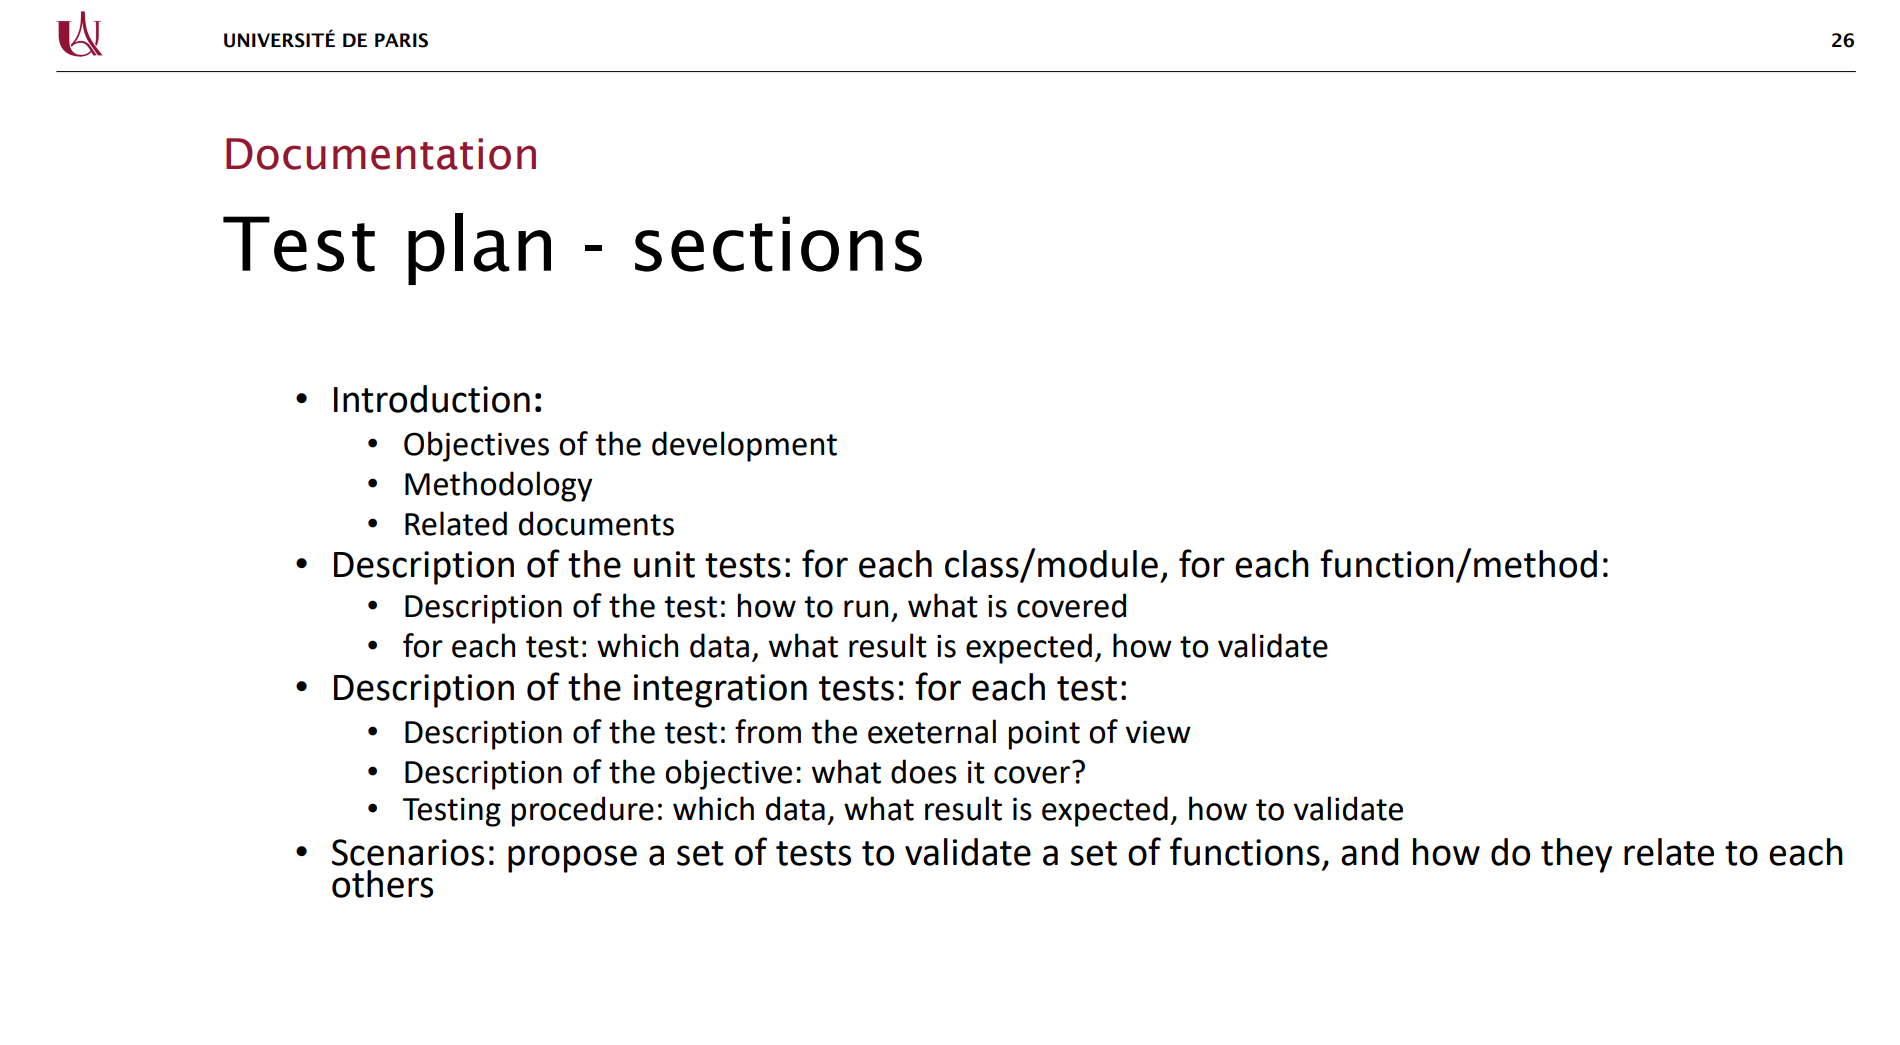 UNIVERSITÉ DE PARIS
26
Documentation
Test plan - sections
• Introduction:
• Objectives of the development
• Methodology
• Related documents
• Description of the unit tests: for each class/module, for each function/method:
• Description of the test: how to run, what is covered
• for each test: which data, what result is expected, how to validate
• Description of the integration tests: for each test:
• Description of the test: from the exeternal point of view
• Description of the objective: what does it cover?
• Testing procedure: which data, what result is expected, how to validate
• Scenarios: propose a set of tests to validate a set of functions, and how do they relate to each
others